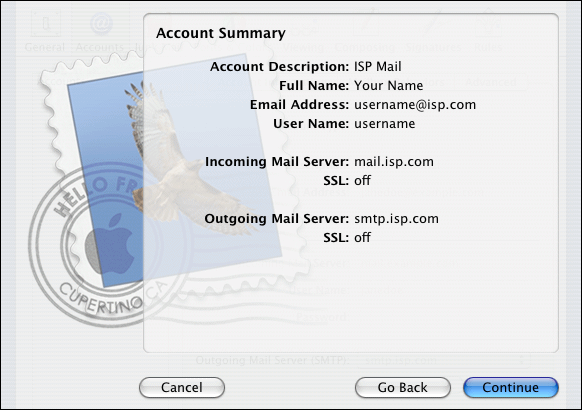 General Accounts
Account Summary
Account Description: ISP Mail
Full Name: Your Name
Email Address: username@isp.com
User Name: username
Incoming Mail Server: mail.isp.com
SSL: off
Outgoing Mail Server: smtp.isp.com
SSL: off
HELLO FR
CUPERTINO CA
Outgoing Mail Server (SMTP):
Cancel Go Back Continue